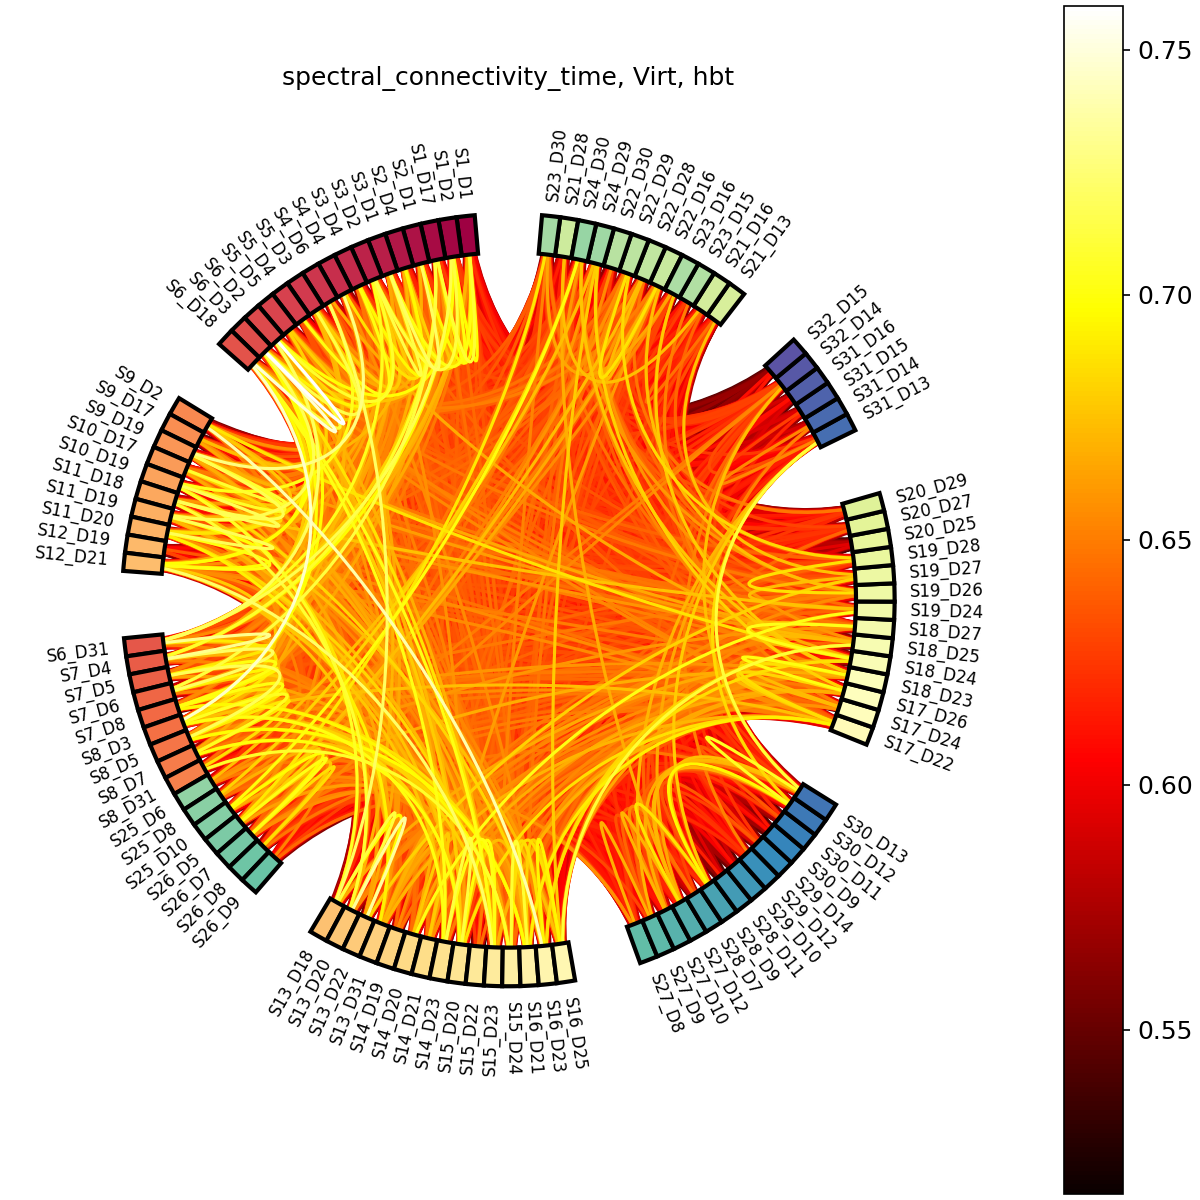 spectral_connectivity_time, Virt, hbt
S1_D1
S1_D2
S1_D17
S2_D1
S2_D4
S3_D1
S3_D2
S3_D4
S4_D4
S4_D6
S5_D3
S5_D4
S5_D5
S6_D2
S6_D3
S6_D18
S9_D2
S9_D17
S9_D19
S10_D17
S10_D19
S11_D18
S11_D19
S11_D20
S12_D19
S12_D21
S6_D31
S7_D4
S7_D5
S7_D6
S7_D8
S8_D3
S8_D5
S8_D7
S8_D31
S25_D6
S25_D8
S25_D10
S26_D5
S26_D7
S26_D8
S26_D9
S13_D18
S13_D20
S13_D22
S13_D31
S14_D19
S14_D20
S14_D21
S14_D23
S15_D20
S15_D22
S15_D23
S15_D24
S16_D21
S16_D23
S16_D25
S27_D8
S27_D9
S27_D10
S27_D12
S28_D7
S28_D9
S28_D11
S29_D10
S29_D12
S29_D14
S30_D9
S30_D11
S30_D12
S30_D13
S17_D22
S17_D24
S17_D26
S18_D23
S18_D24
S18_D25
S18_D27
S19_D24
S19_D26
S19_D27
S19_D28
S20_D25
S20_D27
S20_D29
S31_D13
S31_D14
S31_D15
S31_D16
S32_D14
S32_D15
S21_D13
S21_D16
S23_D15
S23_D16
S22_D16
S22_D28
S22_D29
S22_D30
S24_D29
S24_D30
S21_D28
S23_D30
0.75
0.70
0.65
0.60
0.55